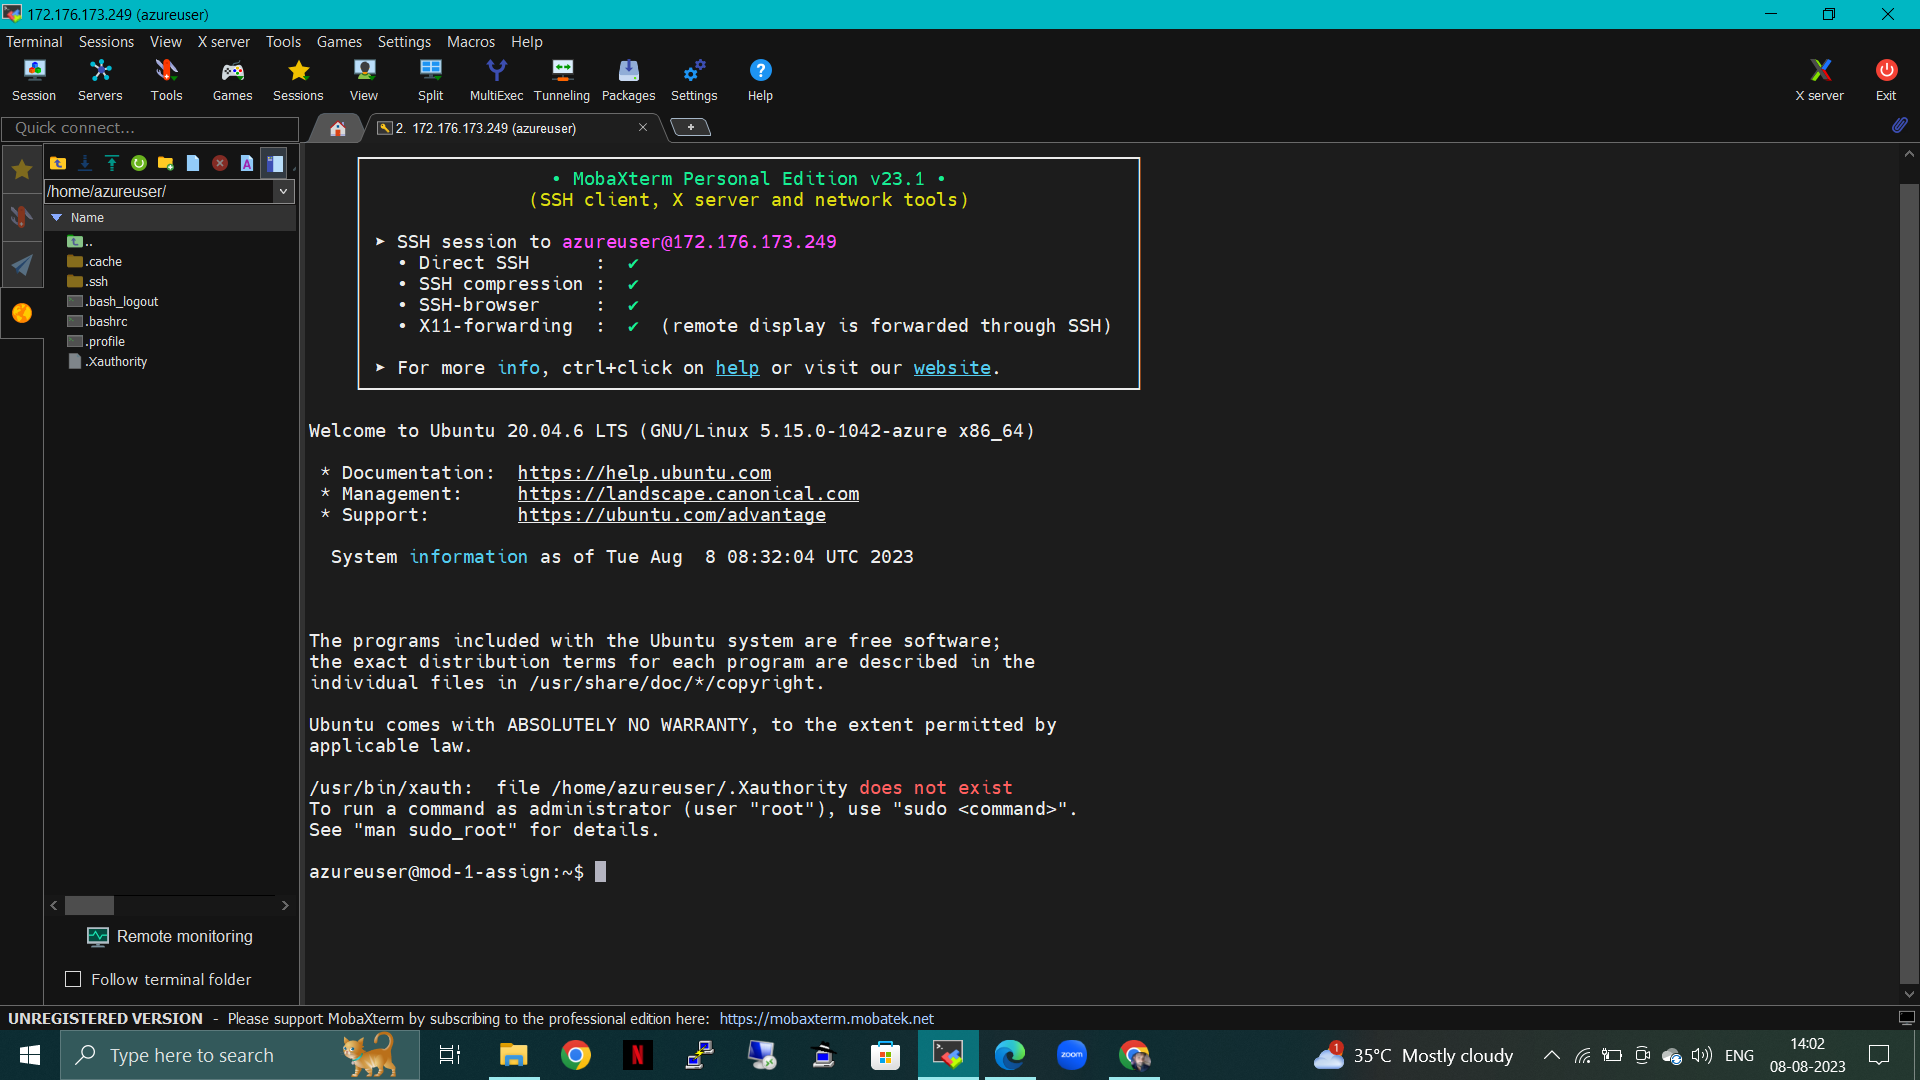 172.176.173.249 (azureuser)
Terminal Sessions View X server Tools Games Settings Macros Help
Session Servers Tools Games Sessions View Split MultiExec Tunneling Packages Settings Help X server Exit
Quick connect...
2. 172.176.173.249 (azureuser)
/home/azureuser/
Name
..
.cache
.ssh
.bash_logout
.bashrc
.profile
.Xauthority
Remote monitoring
Follow terminal folder
• MobaXterm Personal Edition v23.1 •
(SSH client, X server and network tools)
➤ SSH session to azureuser@172.176.173.249
• Direct SSH : ✔
• SSH compression : ✔
• SSH-browser : ✔
• X11-forwarding : ✔ (remote display is forwarded through SSH)
➤ For more info, ctrl+click on help or visit our website.
Welcome to Ubuntu 20.04.6 LTS (GNU/Linux 5.15.0-1042-azure x86_64)
* Documentation: https://help.ubuntu.com
* Management: https://landscape.canonical.com
* Support: https://ubuntu.com/advantage
System information as of Tue Aug 8 08:32:04 UTC 2023
The programs included with the Ubuntu system are free software;
the exact distribution terms for each program are described in the
individual files in /usr/share/doc/*/copyright.
Ubuntu comes with ABSOLUTELY NO WARRANTY, to the extent permitted by
applicable law.
/usr/bin/xauth: file /home/azureuser/.Xauthority does not exist
To run a command as administrator (user "root"), use "sudo <command>".
See "man sudo_root" for details.
azureuser@mod-1-assign:~$
UNREGISTERED VERSION - Please support MobaXterm by subscribing to the professional edition here: https://mobaxterm.mobatek.net
Type here to search
N
zoom
1
35°C Mostly cloudy
ENG
14:02
08-08-2023